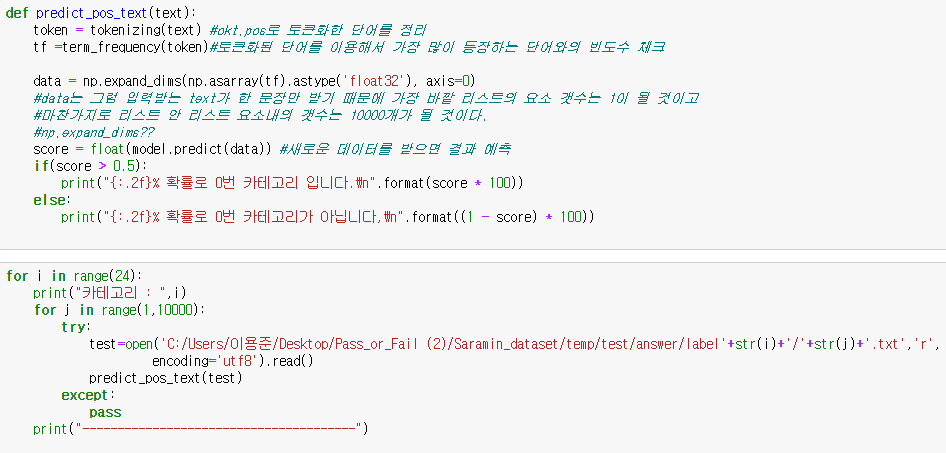 def predict_pos_text(text):
    token = tokenizing(text) #okt.pos로 토큰화한 단어를 정리
    tf =term_frequency(token)#토큰화된 단어를 이용해서 가장 많이 등장하는 단어와의 빈도수 체크
    data = np.expand_dims(np.asarray(tf).astype('float32'), axis=0)
    #data는 그럼 입력받는 text가 한 문장만 받기 때문에 가장 바깥 리스트의 요소 갯수는 1이 될 것이고
    #마찬가지로 리스트 안 리스트 요소내의 갯수는 10000개가 될 것이다.
    #np.expand_dims??
    score = float(model.predict(data)) #새로운 데이터를 받으면 결과 예측
    if(score > 0.5):
        print("{:.2f}% 확률로 0번 카테고리 입니다.₩n".format(score * 100))
    else:
        print("{:.2f}% 확률로 0번 카테고리가 아닙니다,₩n".format((1 - score) * 100))
for i in range(24):
    print("카테고리 : ",i)
    for j in range(1,10000):
        try:
            test=open('C:/Users/이용준/Desktop/Pass_or_Fail (2)/Saramin_dataset/temp/test/answer/label'+str(i)+'/'+str(j)+'.txt','r',
                     encoding='utf8').read()
            predict_pos_text(test)
        except:
            pass
    print("---------------------------------------")